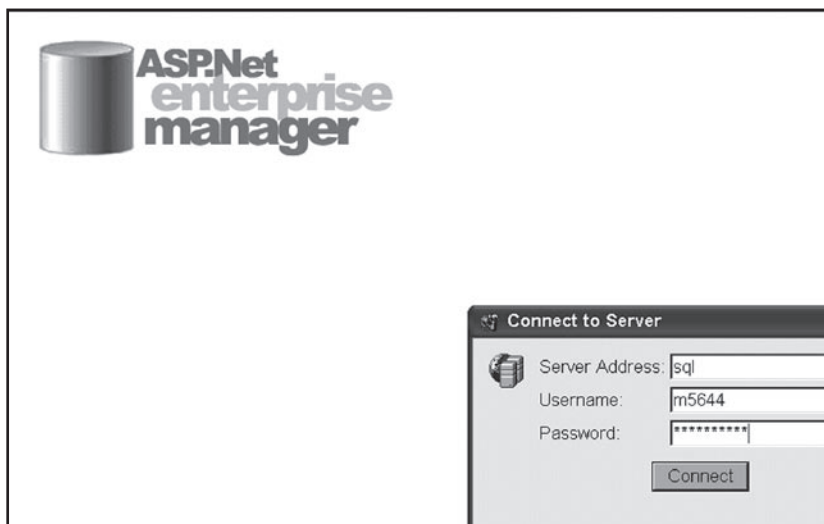 ASP.Net
enterprise
manager
Connect to Server
Server Address: sql
Username: m5644
Password: **********
Connect